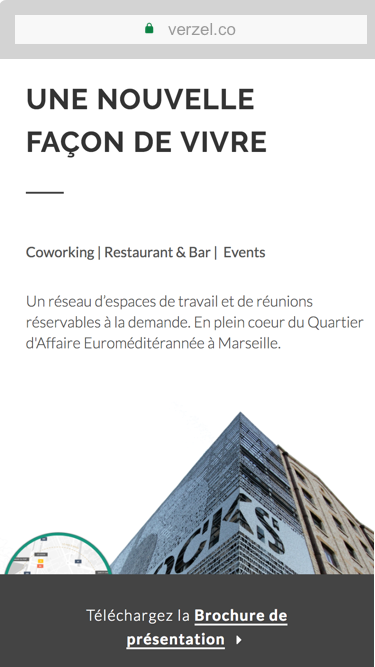 verzel.co
UNE NOUVELLE
FAÇON DE VIVRE
Coworking | Restaurant & Bar | Events
Un réseau d'espaces de travail et de réunions
réservables à la demande. En plein coeur du Quartier
d'Affaire Euroméditérannée à Marseille.
Téléchargez la Brochure de
présentation